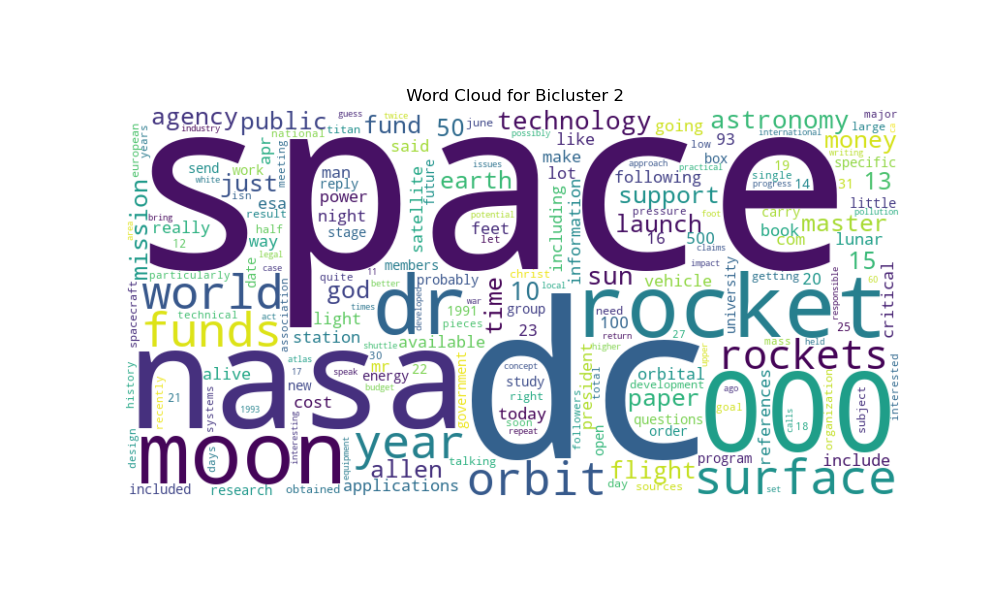 Word Cloud for Bicluster 2
space
dc
nasa
000
rocket
moon
dr
orbit
surface
year
world
funds
rockets
agency
public
fund
50
june
technology
possibly
like
going
astronomy
93
low
international
writing
major
large
money
european
years
industry
national
titan
guess
twice
said
apr
meeting
send
work
just
white
isn
esa
result
half
way
date
legal
case
mission
bring
really
12
particularly
man
reply
power
night
stage
satellite
future
earth
issues
potential
feet
let
including
information
make
lot
approach
practical
following
support
launch
pressure
foot
16
500
claims
impact
box
single
progress
14
19
31
specific
13
carry
book
com
master
lunar
little
pollution
15
critical
area
spacecraft
technical
act
association
quite
11
god
times
better
light
station
members
probably
developed
war
1991
pieces
available
time
christ
10
group
23
local
sun
need
100
return
27
vehicle
university
getting
20
responsible
60
25
history
recently
21
alive
systems
1993
new
cost
17
atlas
speak
shuttle
30
mr
energy
budget
22
government
concept
study
right
today
soon
repeat
followers
president
open
total
higher
orbital
development
paper
questions
order
upper
mass
held
ago
goal
references
calls
18
organization
subject
interested
design
days
interesting
equipment
allen
talking
applications
included
research
obtained
flight
day
sources
program
set
include